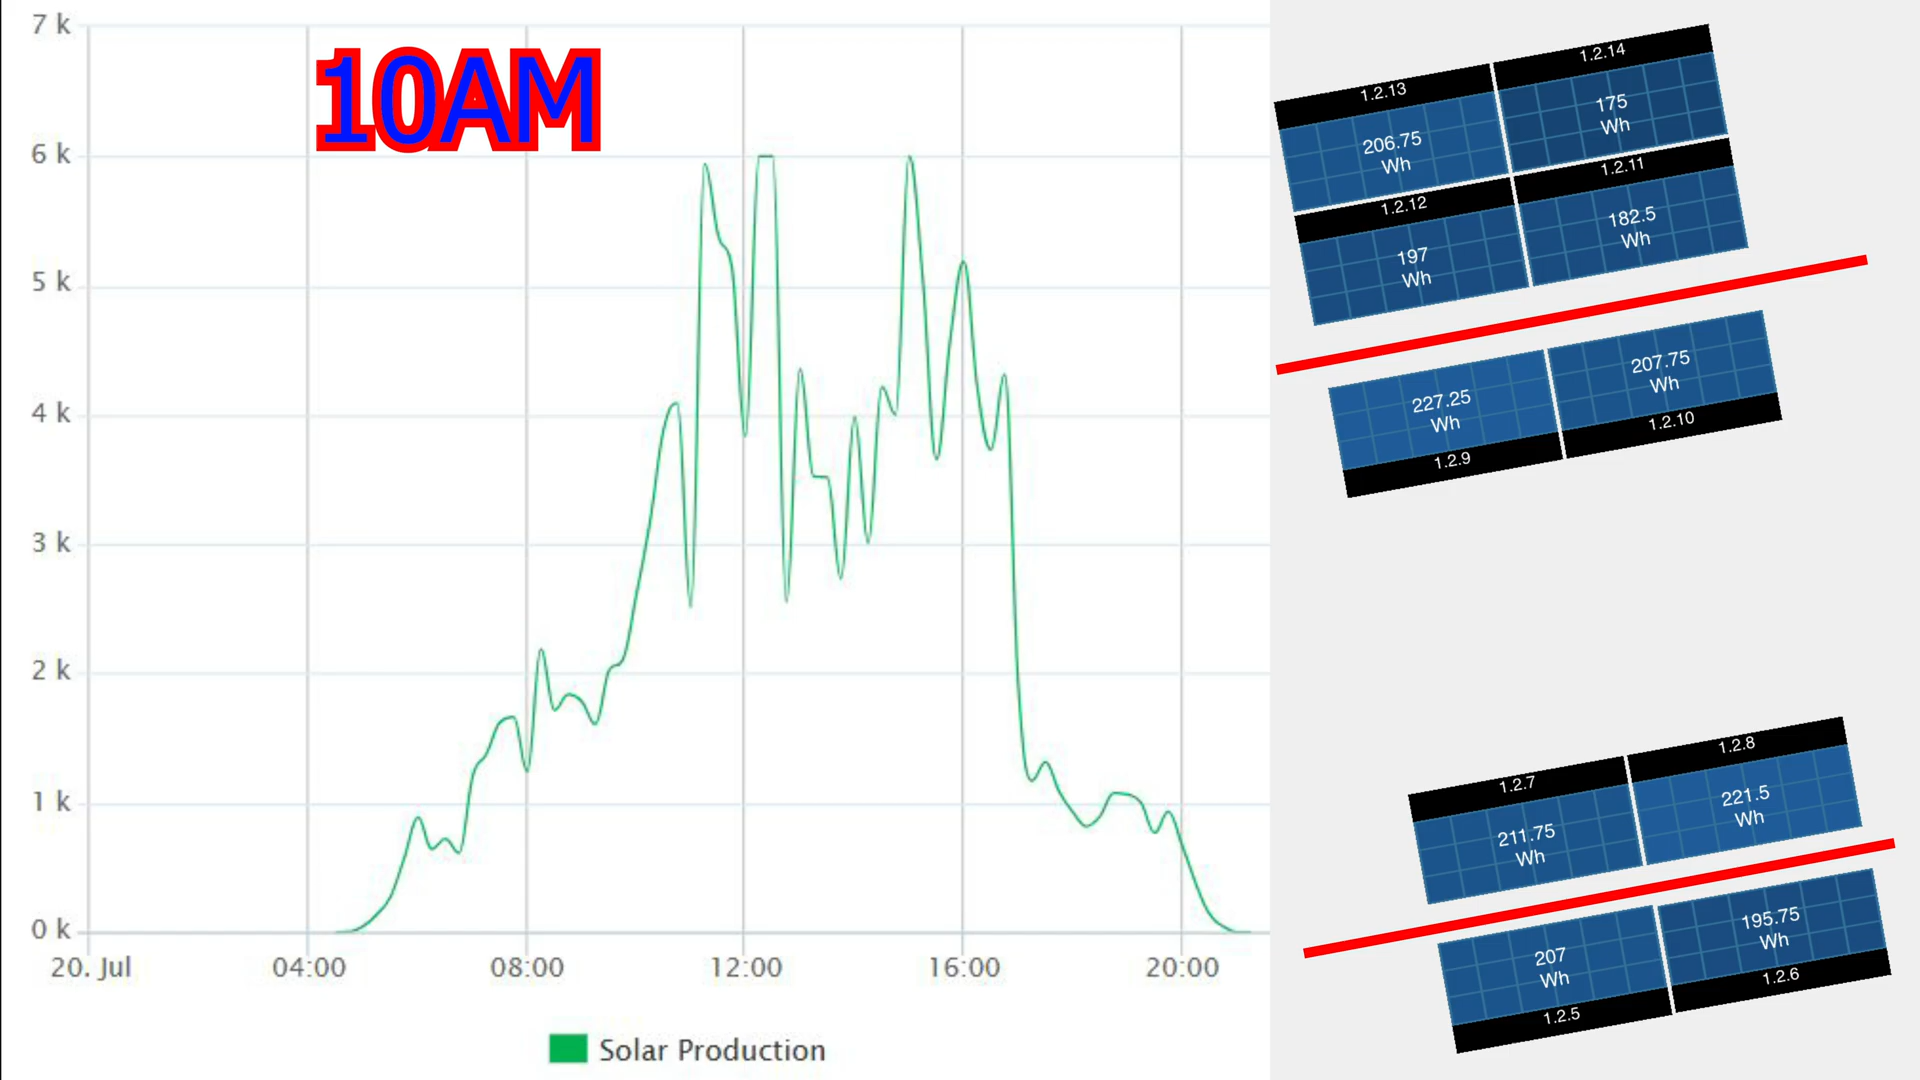 7 k
10AM
6 k
5 k
4 k
3 k
2 k
1 k
0 k
20. Jul
04:00
08:00
12:00
16:00
20:00
Solar Production
1.2.13
206.75
Wh
1.2.14
175
Wh
1.2.12
197
Wh
1.2.11
182.5
Wh
227.25
Wh
1.2.9
207.75
Wh
1.2.10
1.2.7
211.75
Wh
1.2.8
221.5
Wh
207
Wh
1.2.5
195.75
Wh
1.2.6